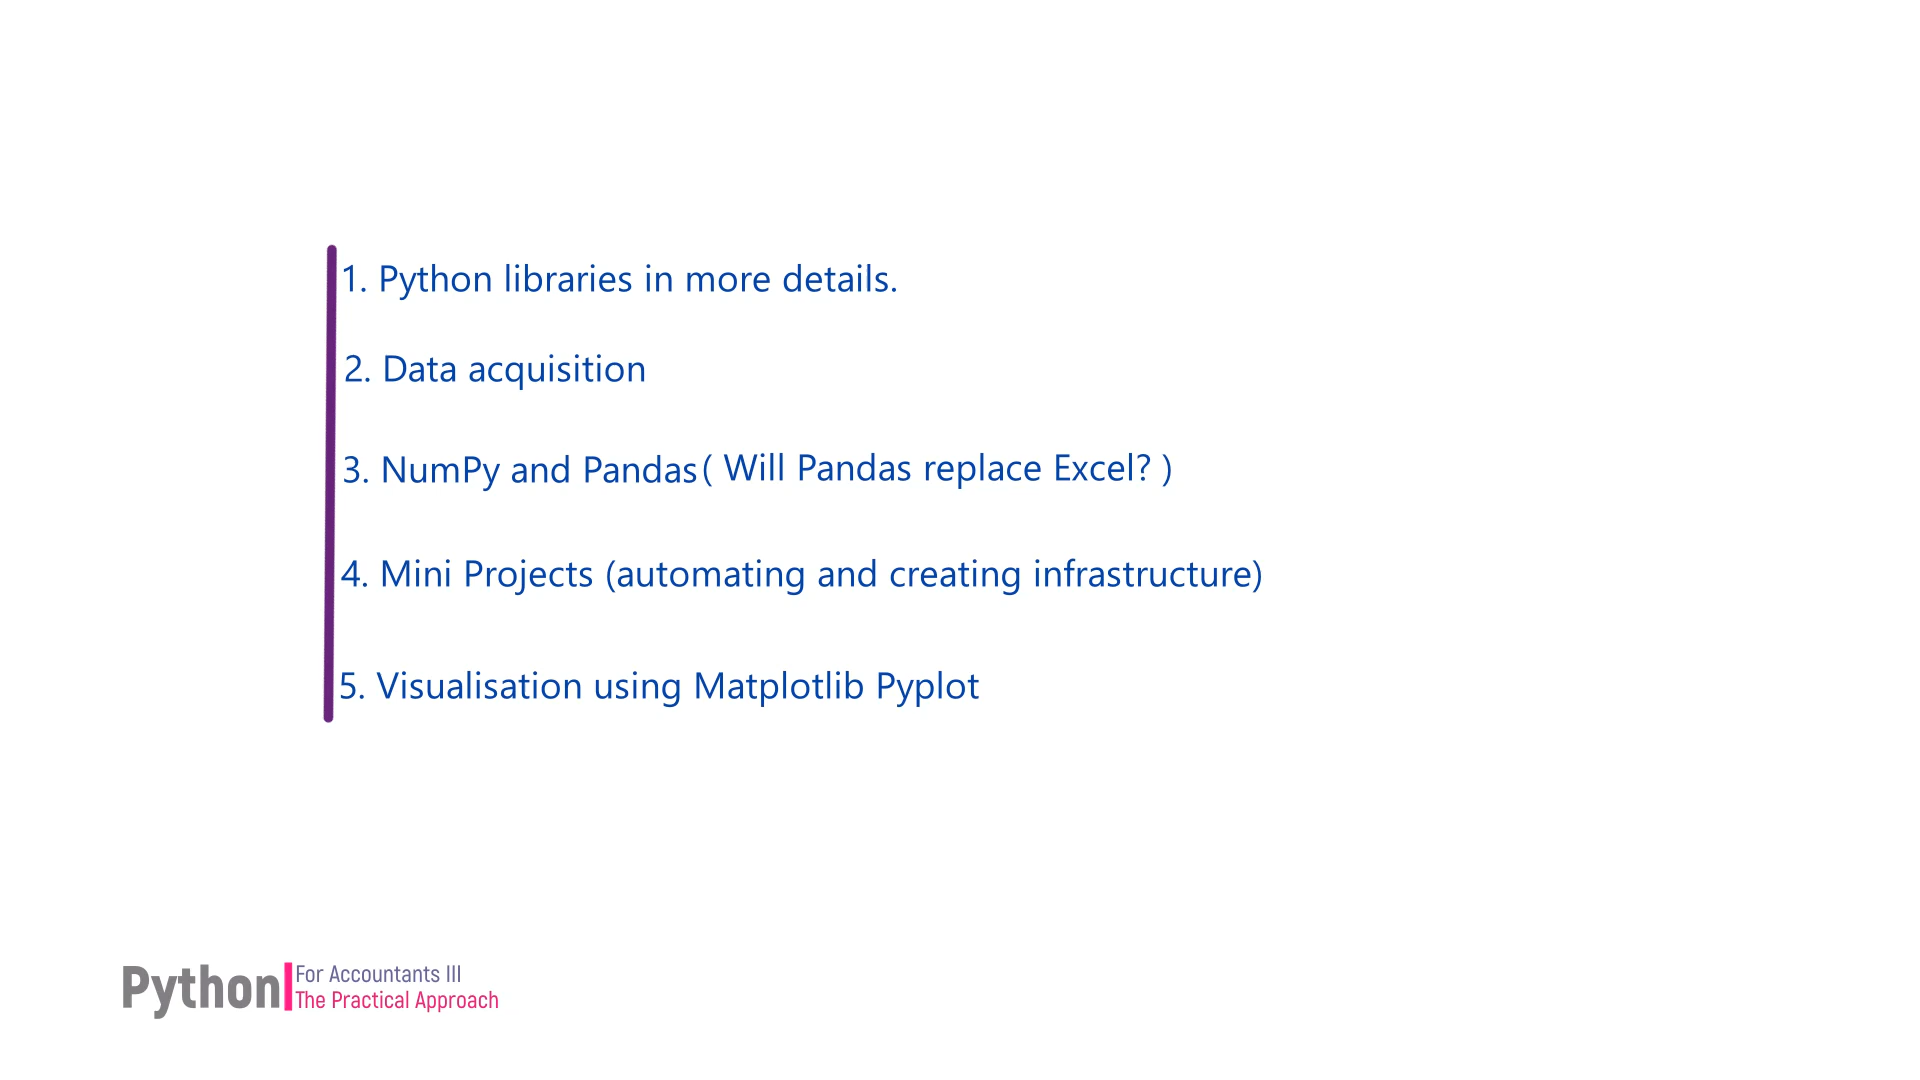 1. Python libraries in more details.
2. Data acquisition
3. NumPy and Pandas ( Will Pandas replace Excel? )
4. Mini Projects (automating and creating infrastructure)
5. Visualisation using Matplotlib Pyplot
Python
For Accountants III
The Practical Approach